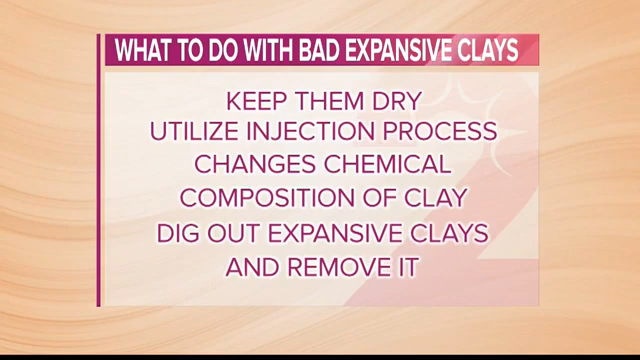 WHAT TO DO WITH BAD EXPANSIVE CLAYS
KEEP THEM DRY
UTILIZE INJECTION PROCESS
CHANGES CHEMICAL
COMPOSITION OF CLAY
DIG OUT EXPANSIVE CLAYS
AND REMOVE IT